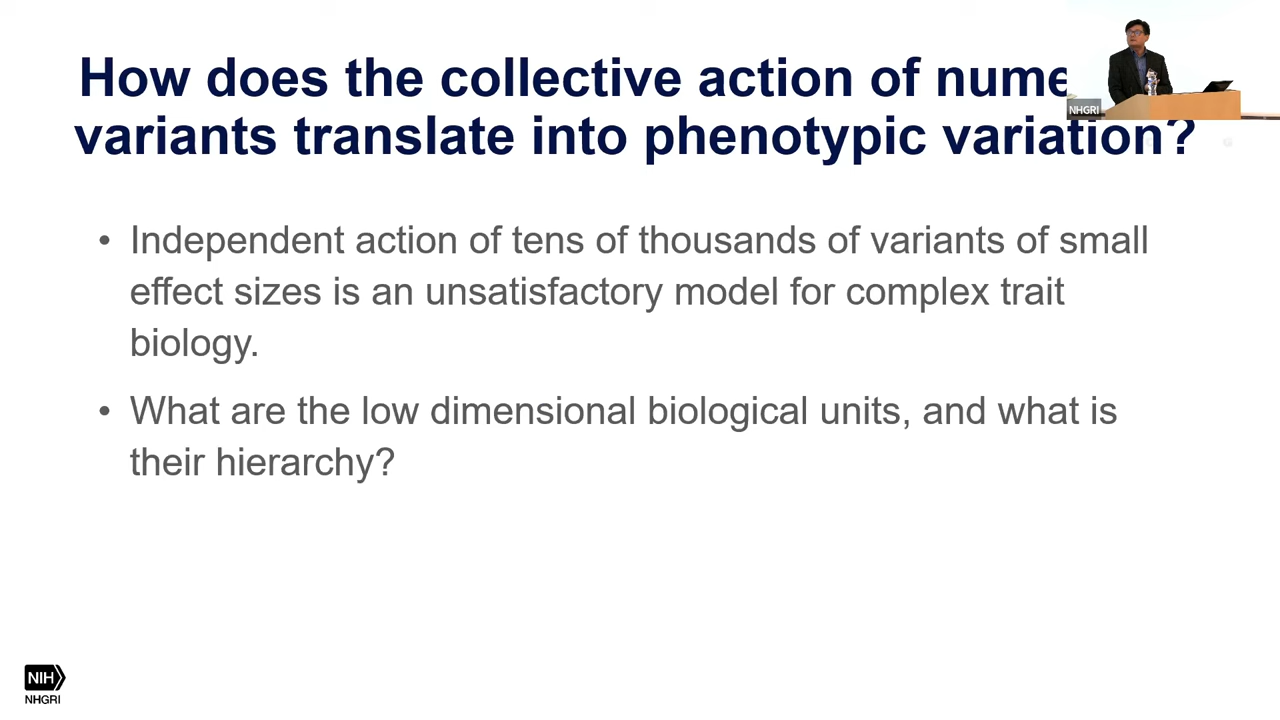 How does the collective action of nume
variants translate into phenotypic variation?
NHGRI
• Independent action of tens of thousands of variants of small
effect sizes is an unsatisfactory model for complex trait
biology.
• What are the low dimensional biological units, and what is
their hierarchy?
NIH
NHGRI